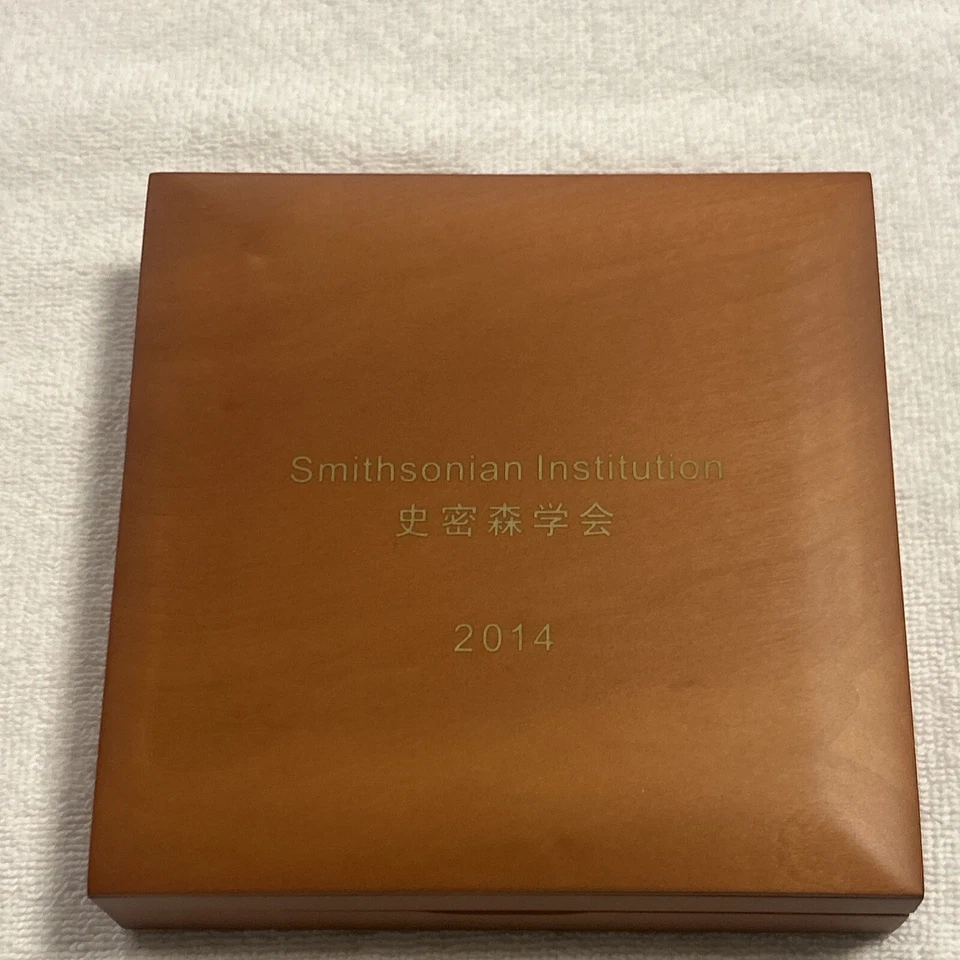 Smithsonian Institution
史密森学会
2014